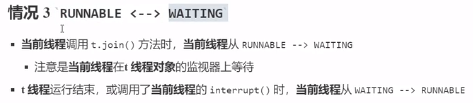 情况 3 RUNNABLE <--> WAITING
当前线程调用 t.join() 方法时，当前线程从 RUNNABLE --> WAITING
注意是当前线程在t 线程对象的监视器上等待
t 线程运行结束，或调用了当前线程的 interrupt() 时，当前线程从 WAITING --> RUNNABLE